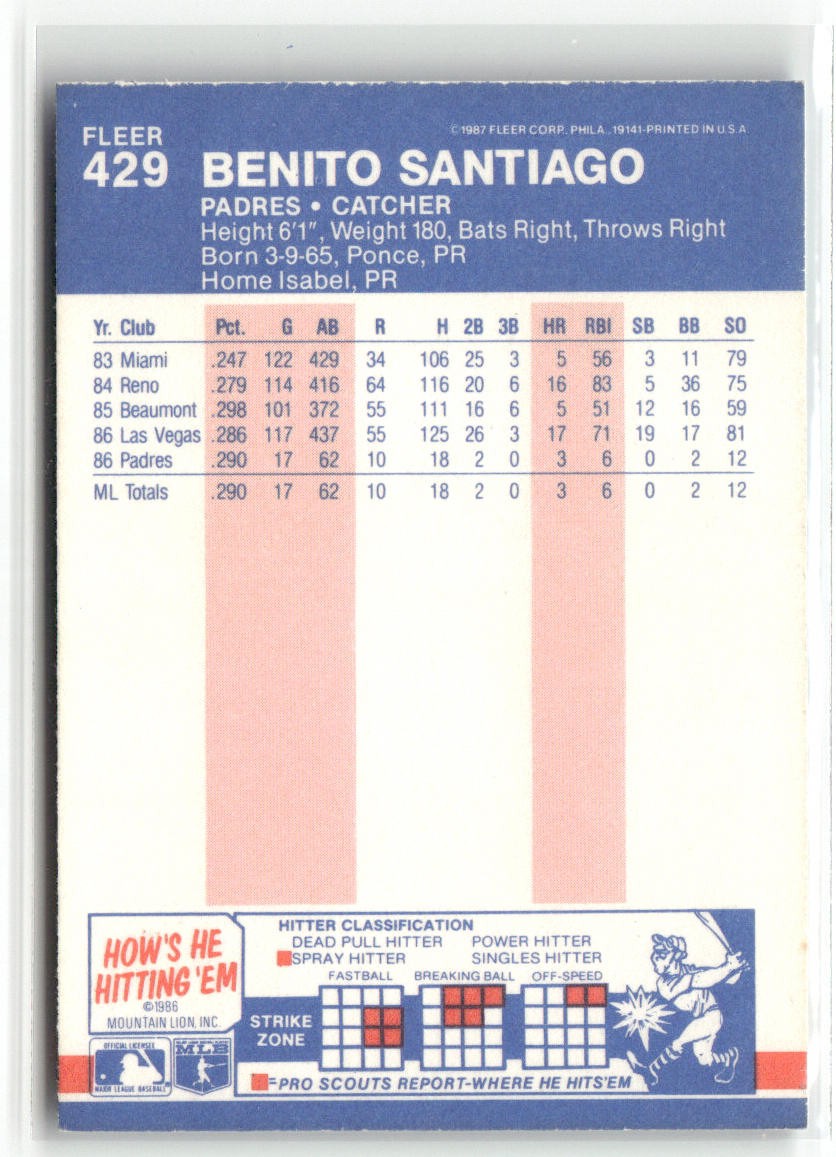 FLEER
©1987 FLEER CORP. PHILA., 19141-PRINTED IN U.S.A
429 BENITO SANTIAGO
PADRES • CATCHER
Height 6'1", Weight 180, Bats Right, Throws Right
Born 3-9-65, Ponce, PR
Home Isabel, PR
Yr. Club Pct. G AB R H 2B 3B HR RBI SB BB SO
83 Miami .247 122 429 34 106 25 3 5 56 3 11 79
84 Reno .279 114 416 64 116 20 6 16 83 5 36 75
85 Beaumont .298 101 372 55 111 16 6 5 51 12 16 59
86 Las Vegas .286 117 437 55 125 26 3 17 71 19 17 81
86 Padres .290 17 62 10 18 2 0 3 6 0 2 12
ML Totals .290 17 62 10 18 2 0 3 6 0 2 12
HOW'S HE
HITTING 'EM
©1986
MOUNTAIN LION, INC.
HITTER CLASSIFICATION
DEAD PULL HITTER POWER HITTER
SPRAY HITTER SINGLES HITTER
FASTBALL BREAKING BALL OFF-SPEED
STRIKE
ZONE
=PRO SCOUTS REPORT-WHERE HE HITS'EM
OFFICIAL LICENSEE
MAJOR LEAGUE BASEBALL
MLB